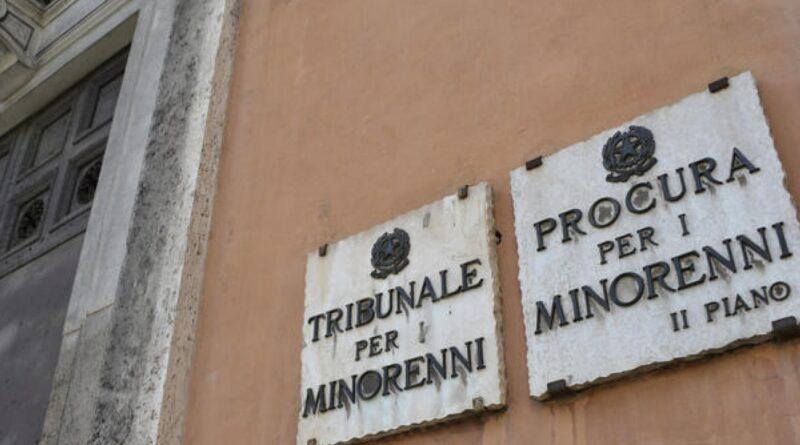 TRIBUNALE
PER I
MINORENNI
PROCURA
PER I
MINORENNI
II PIANO